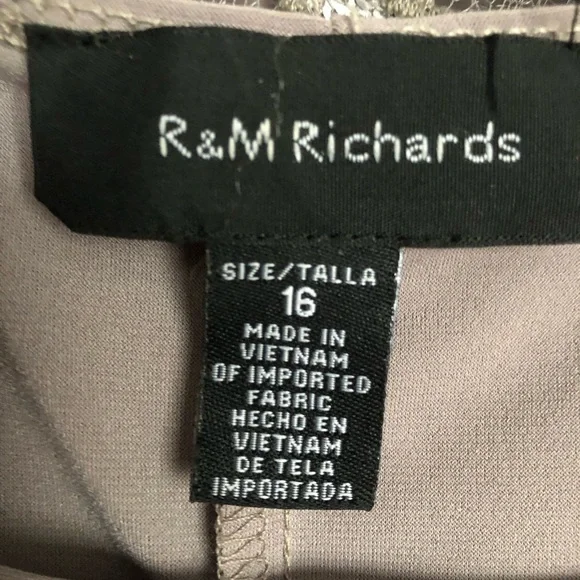 R&M Richards
SIZE/TALLA
16
MADE IN
VIETNAM
OF IMPORTED
FABRIC
HECHO EN
VIETNAM
DE TELA
IMPORTADA